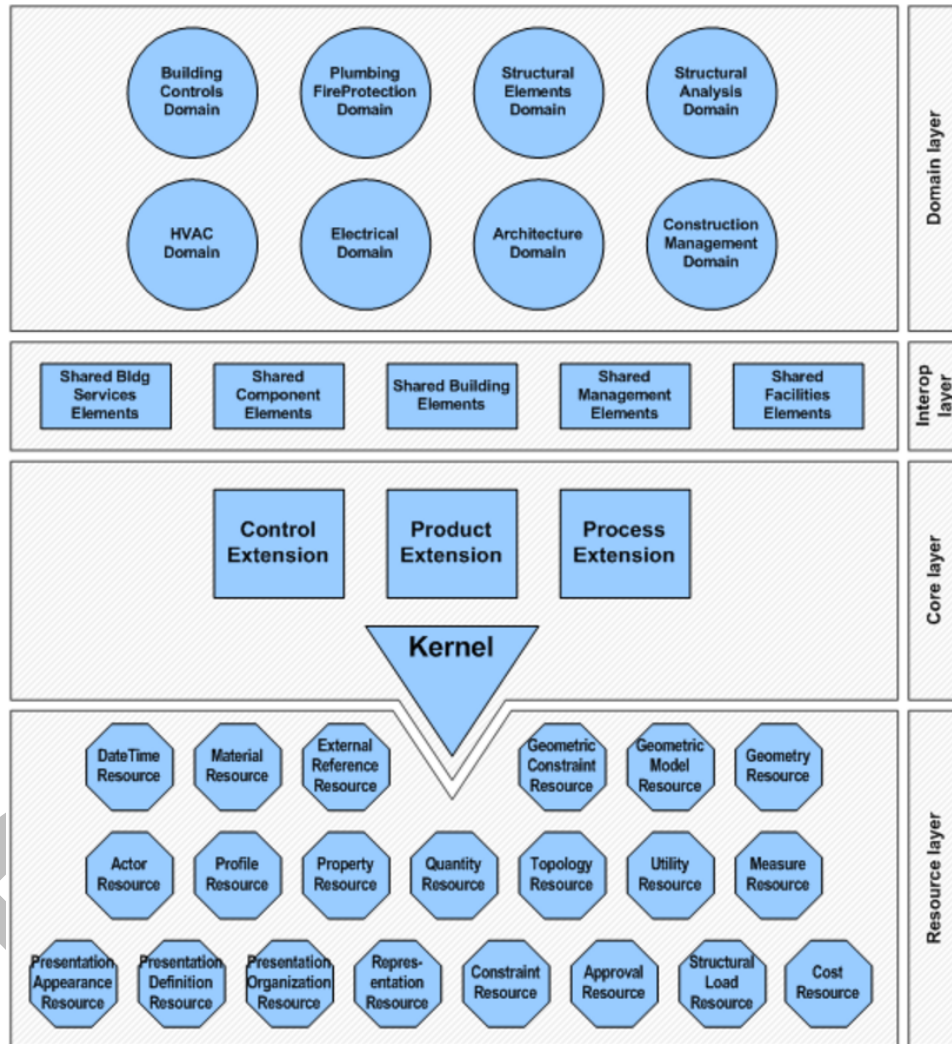 Building
Controls
Domain
Plumbing
FireProtection
Domain
Structural
Elements
Domain
Structural
Analysis
Domain
HVAC
Domain
Electrical
Domain
Architecture
Domain
Construction
Management
Domain
Domain layer
Shared Bldg
Services
Elements
Shared
Component
Elements
Shared Building
Elements
Shared
Management
Elements
Shared
Facilities
Elements
Interop
layer
Control
Extension
Product
Extension
Process
Extension
Kernel
Core layer
DateTime
Resource
Material
Resource
External
Reference
Resource
Geometric
Constraint
Resource
Geometric
Model
Resource
Geometry
Resource
Actor
Resource
Profile
Resource
Property
Resource
Quantity
Resource
Topology
Resource
Utility
Resource
Measure
Resource
Presentation
Appearance
Resource
Presentation
Definition
Resource
Presentation
Organization
Resource
Repres-
entation
Resource
Constraint
Resource
Approval
Resource
Structural
Load
Resource
Cost
Resource
Resource layer